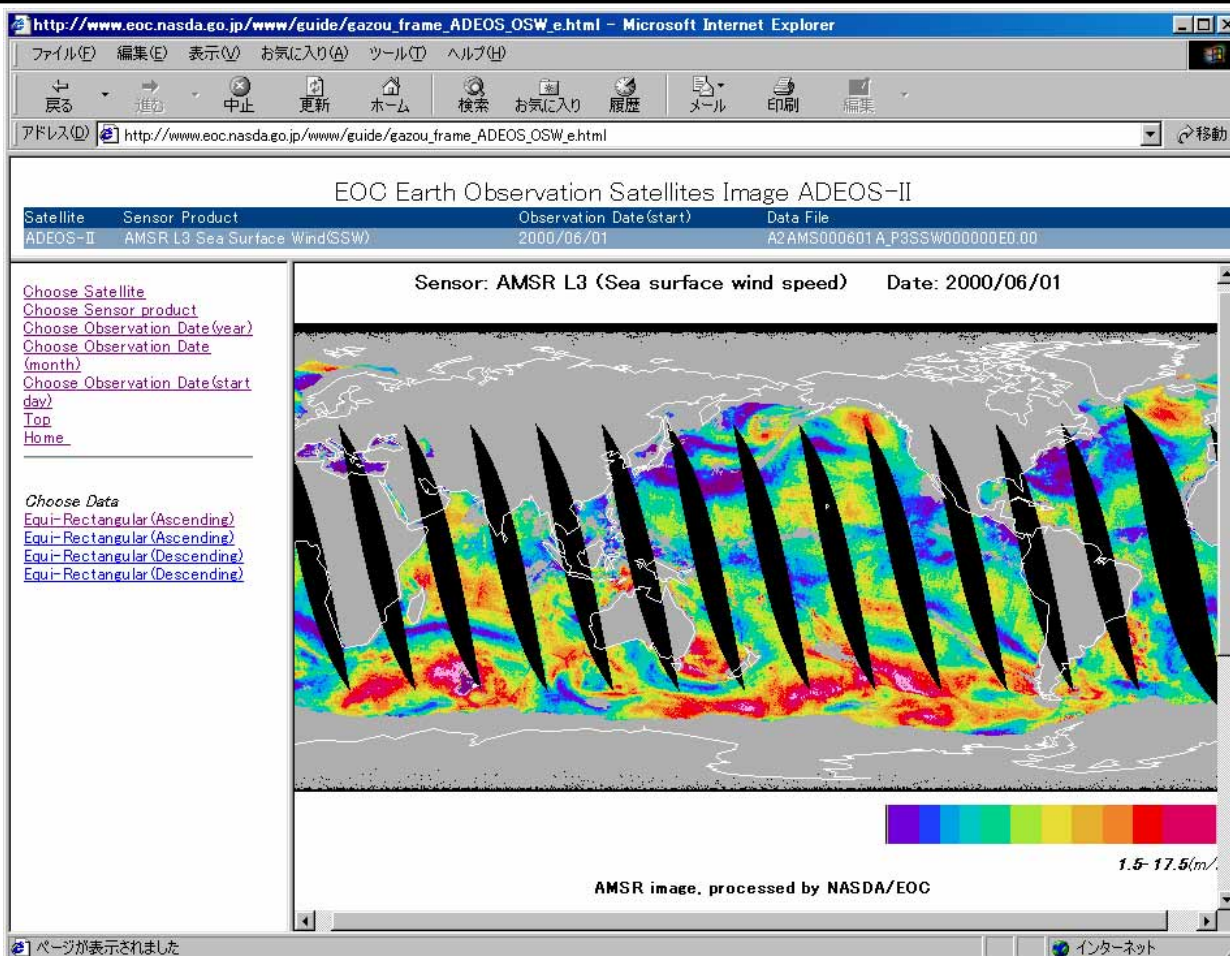 http://www.eoc.nasda.go.jp/www/guide/gazou_frame_ADEOS_OSW_e.html - Microsoft Internet Explorer
ファイル(F) 編集(E) 表示(V) お気に入り(A) ツール(T) ヘルプ(H)
戻る 進む 中止 更新 ホーム 検索 お気に入り 履歴 メール 印刷 編集
アドレス(D) http://www.eoc.nasda.go.jp/www/guide/gazou_frame_ADEOS_OSW_e.html 移動
EOC Earth Observation Satellites Image ADEOS-II
Satellite Sensor Product Observation Date(start) Data File
ADEOS-II AMSR L3 Sea Surface Wind(SSW) 2000/06/01 A2AMS000601A_P3SSW000000E0.00
Choose Satellite
Choose Sensor product
Choose Observation Date(year)
Choose Observation Date
(month)
Choose Observation Date(start
day)
Top
Home
Choose Data
Equi-Rectangular(Ascending)
Equi-Rectangular(Ascending)
Equi-Rectangular(Descending)
Equi-Rectangular(Descending)
Sensor: AMSR L3 (Sea surface wind speed) Date: 2000/06/01
1.5-17.5(m/
AMSR image, processed by NASDA/EOC
ページが表示されました インターネット